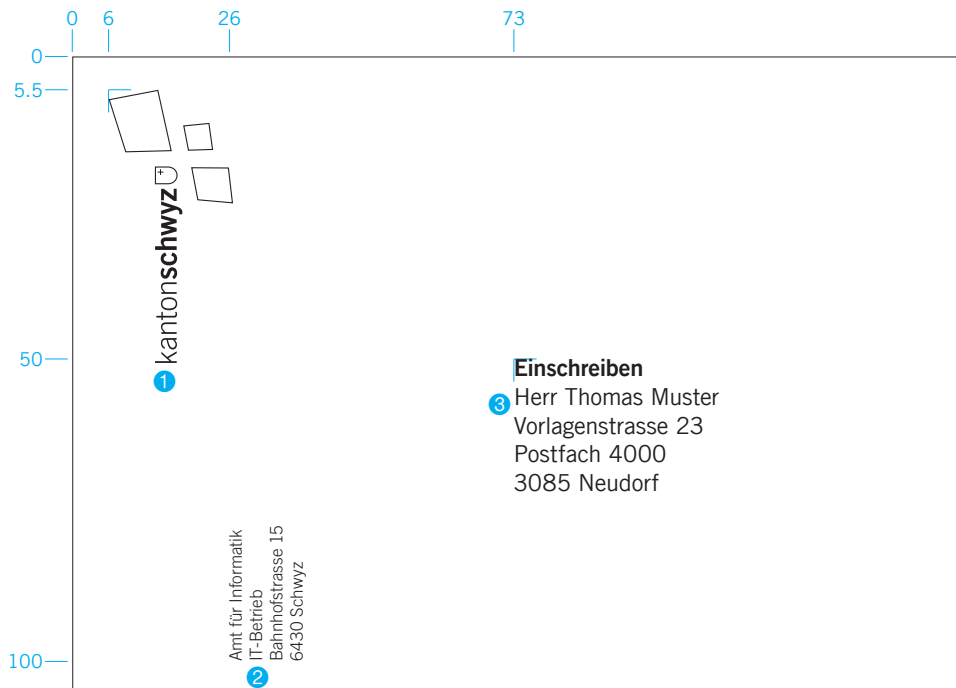 0 6 26 73
0
5.5
50
100
kantonschwyz
1
Einschreiben
3 Herr Thomas Muster
Vorlagenstrasse 23
Postfach 4000
3085 Neudorf
Amt für Informatik
IT-Betrieb
Bahnhofstrasse 15
6430 Schwyz
2